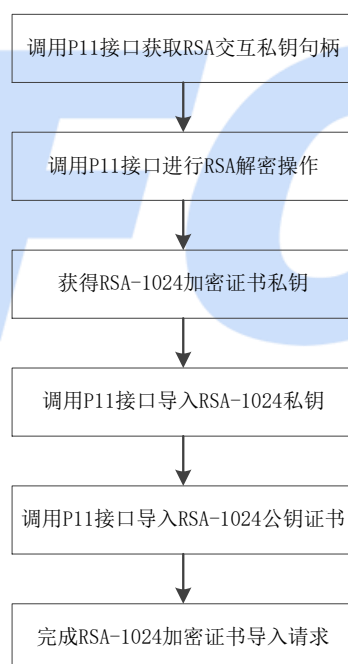 调用P11接口获取RSA交互私钥句柄
调用P11接口进行RSA解密操作
获得RSA-1024加密证书私钥
调用P11接口导入RSA-1024私钥
调用P11接口导入RSA-1024公钥证书
完成RSA-1024加密证书导入请求